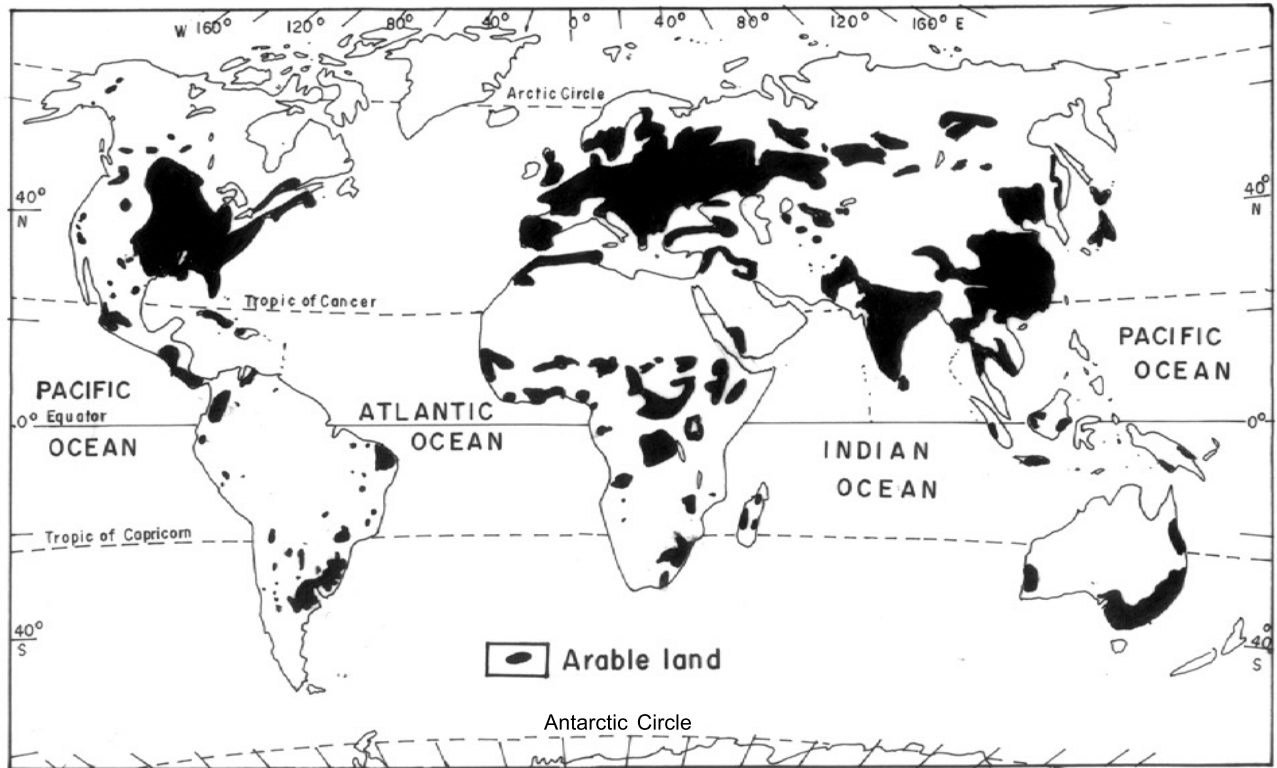 W 160° 120° 80° 40° 0° 40° 80° 120° 160° E
Arctic Circle
40°
N
40°
N
Tropic of Cancer
PACIFIC
OCEAN
PACIFIC
0° Equator
OCEAN
ATLANTIC
OCEAN
0°
INDIAN
OCEAN
Tropic of Capricorn
40°
S
40°
S
Arable land
Antarctic Circle